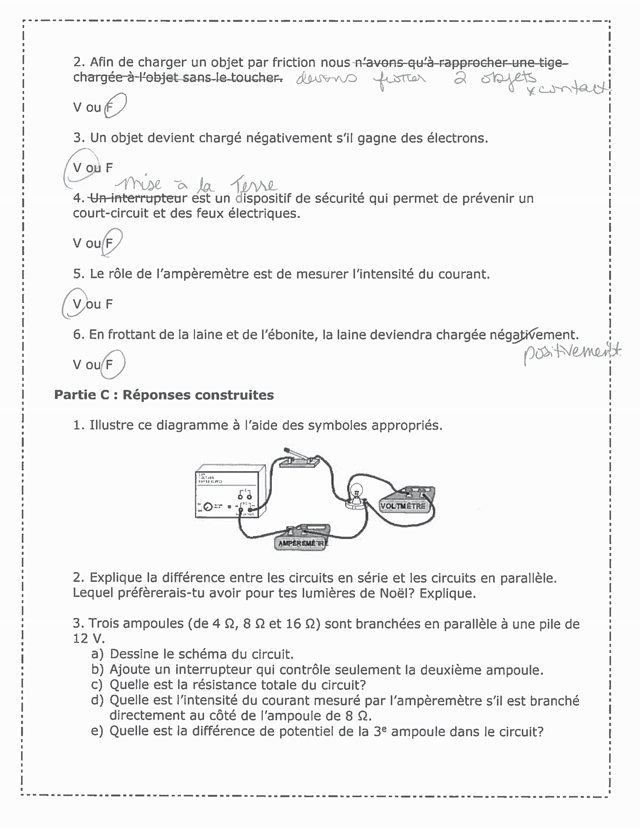 2. Afin de charger un objet par friction nous n'avons qu'à rapprocher une tige
chargée à l'objet sans le toucher. devons frotter 2 objets
x contact
V ou F
3. Un objet devient chargé négativement s'il gagne des électrons.
V ou F
mise à la Terre
4. Un interrupteur est un dispositif de sécurité qui permet de prévenir un
court-circuit et des feux électriques.
V ou F
5. Le rôle de l'ampèremètre est de mesurer l'intensité du courant.
V ou F
6. En frottant de la laine et de l'ébonite, la laine deviendra chargée négativement.
positivement
V ou F
Partie C : Réponses construites
1. Illustre ce diagramme à l'aide des symboles appropriés.
VOLTMÈTRE
AMPÈREMÈTRE
2. Explique la différence entre les circuits en série et les circuits en parallèle.
Lequel préfèrerais-tu avoir pour tes lumières de Noël? Explique.
3. Trois ampoules (de 4 Ω, 8 Ω et 16 Ω) sont branchées en parallèle à une pile de
12 V.
a) Dessine le schéma du circuit.
b) Ajoute un interrupteur qui contrôle seulement la deuxième ampoule.
c) Quelle est la résistance totale du circuit?
d) Quelle est l'intensité du courant mesuré par l'ampèremètre s'il est branché
directement au côté de l'ampoule de 8 Ω.
e) Quelle est la différence de potentiel de la 3e ampoule dans le circuit?